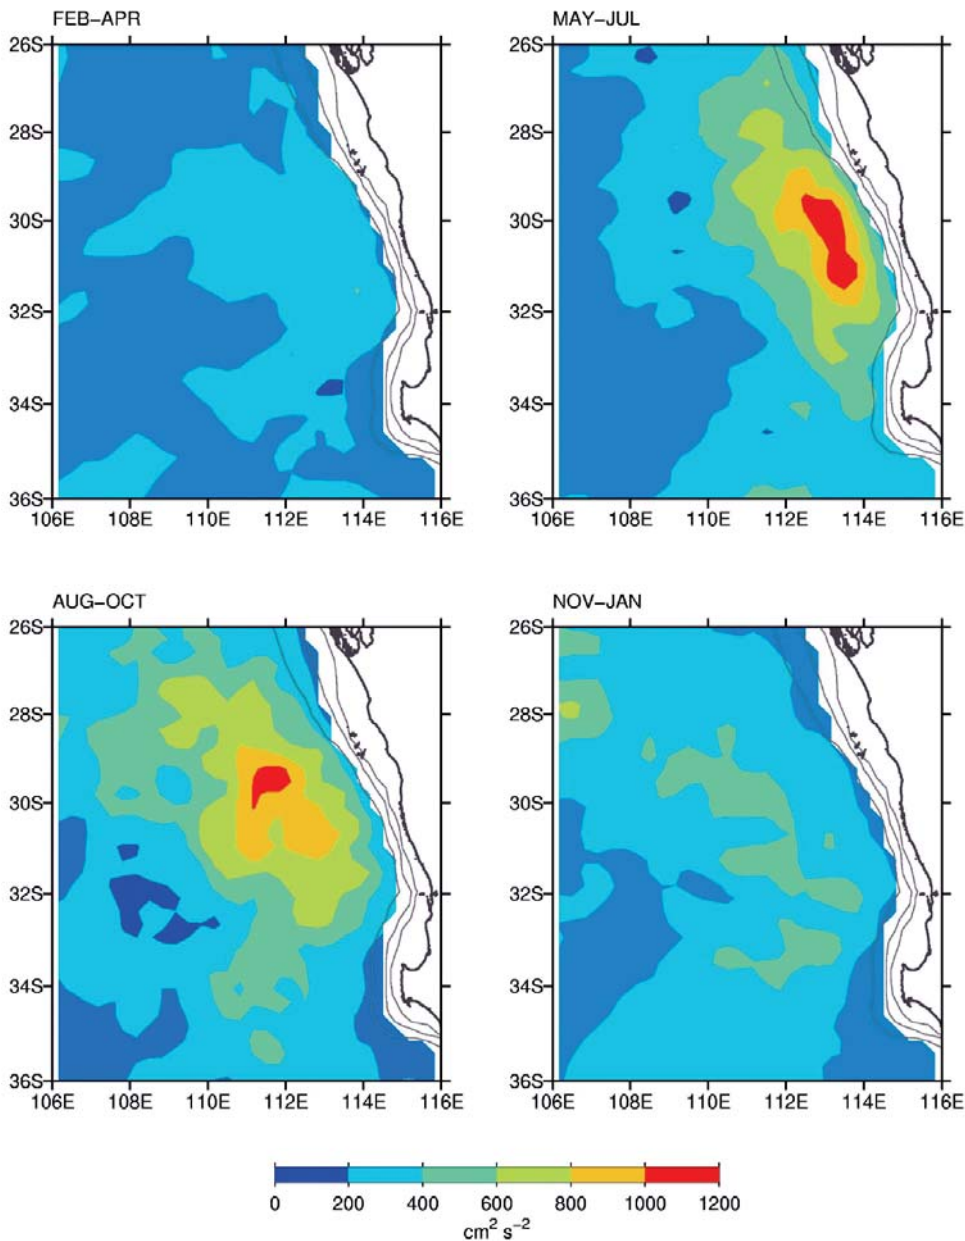 FEB–APR MAY–JUL
26S 26S
28S 28S
30S 30S
32S 32S
34S 34S
36S 36S
106E 108E 110E 112E 114E 116E 106E 108E 110E 112E 114E 116E
AUG–OCT NOV–JAN
26S 26S
28S 28S
30S 30S
32S 32S
34S 34S
36S 36S
106E 108E 110E 112E 114E 116E 106E 108E 110E 112E 114E 116E
0 200 400 600 800 1000 1200
cm² s⁻²